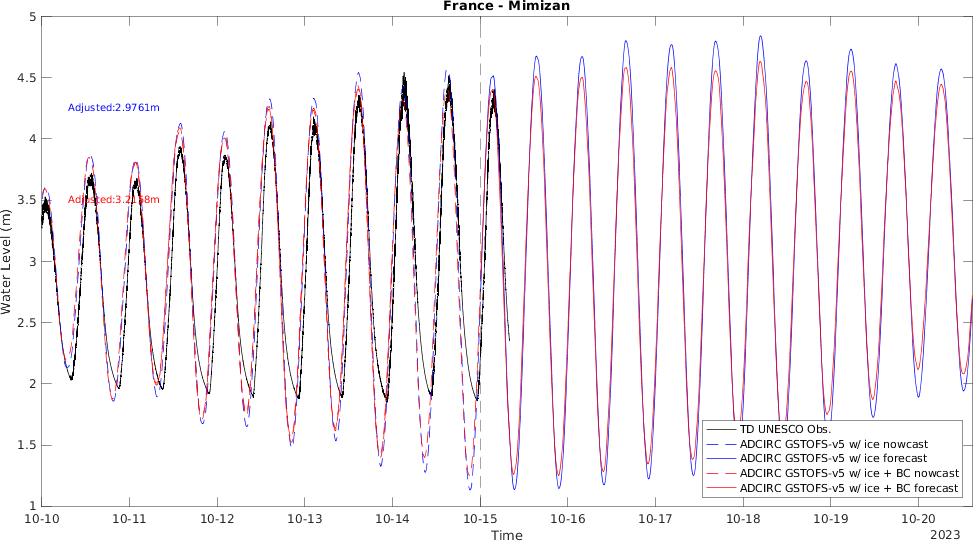 France - Mimizan
Water Level (m)
5
4.5
4
3.5
3
2.5
2
1.5
1
Adjusted:2.9761m
Adjusted:3.2158m
TD UNESCO Obs.
ADCIRC GSTOFS-v5 w/ ice nowcast
ADCIRC GSTOFS-v5 w/ ice forecast
ADCIRC GSTOFS-v5 w/ ice + BC nowcast
ADCIRC GSTOFS-v5 w/ ice + BC forecast
10-10 10-11 10-12 10-13 10-14 10-15 10-16 10-17 10-18 10-19 10-20
Time
2023